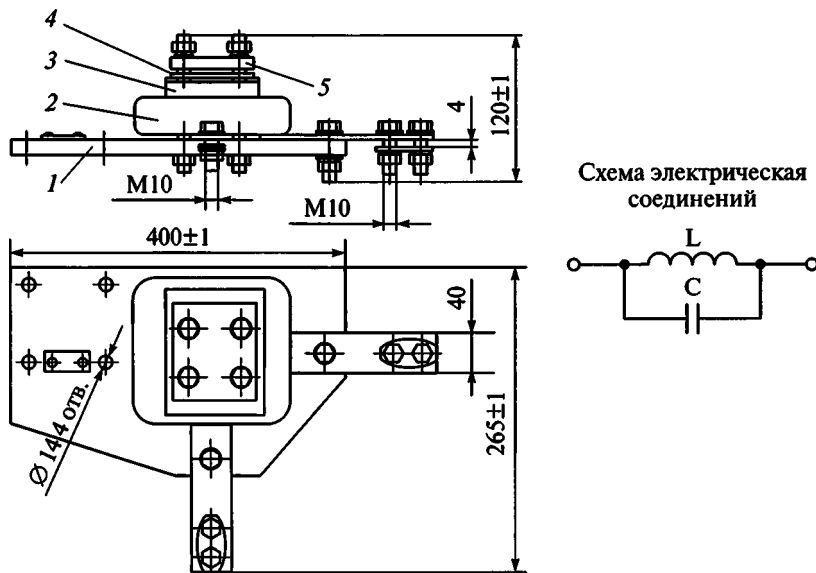 4
3
2
1
5
M10
M10
4
120±1
400±1
40
265±1
Ø 14 4 отв.
Схема электрическая
соединений
L
C